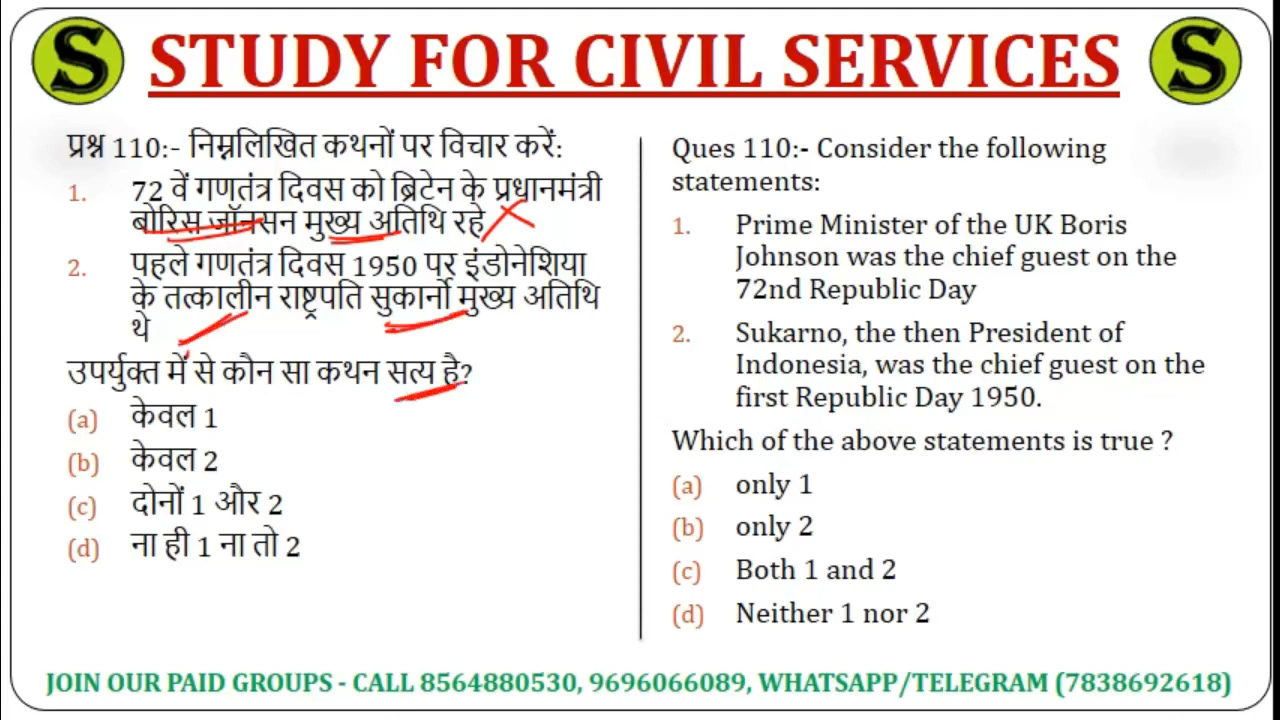 S STUDY FOR CIVIL SERVICES S
प्रश्न 110:- निम्नलिखित कथनों पर विचार करें:
1. 72 वें गणतंत्र दिवस को ब्रिटेन के प्रधानमंत्री
बोरिस जॉनसन मुख्य अतिथि रहे
2. पहले गणतंत्र दिवस 1950 पर इंडोनेशिया
के तत्कालीन राष्ट्रपति सुकार्नो मुख्य अतिथि
थे
उपर्युक्त में से कौन सा कथन सत्य है?
(a) केवल 1
(b) केवल 2
(c) दोनों 1 और 2
(d) ना ही 1 ना तो 2
Ques 110:- Consider the following
statements:
1. Prime Minister of the UK Boris
Johnson was the chief guest on the
72nd Republic Day
2. Sukarno, the then President of
Indonesia, was the chief guest on the
first Republic Day 1950.
Which of the above statements is true ?
(a) only 1
(b) only 2
(c) Both 1 and 2
(d) Neither 1 nor 2
JOIN OUR PAID GROUPS - CALL 8564880530, 9696066089, WHATSAPP/TELEGRAM (7838692618)